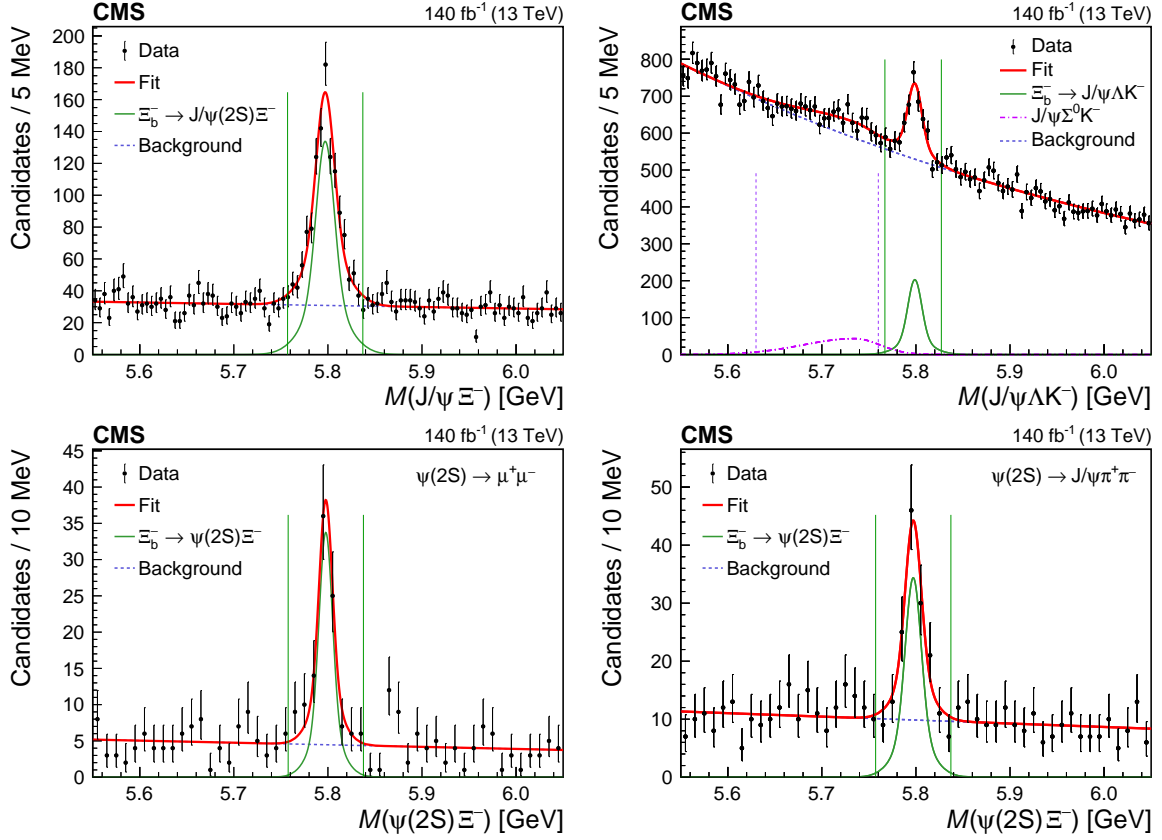 CMS 140 fb⁻¹ (13 TeV)
Candidates / 5 MeV
200
180
160
140
120
100
80
60
40
20
0
Data
Fit
Ξb⁻ → J/ψ(2S)Ξ⁻
Background
5.6 5.7 5.8 5.9 6.0
M(J/ψ Ξ⁻) [GeV]
CMS 140 fb⁻¹ (13 TeV)
Candidates / 5 MeV
800
700
600
500
400
300
200
100
0
Data
Fit
Ξb⁻ → J/ψΛK⁻
J/ψΣ⁰K⁻
Background
5.6 5.7 5.8 5.9 6.0
M(J/ψΛK⁻) [GeV]
CMS 140 fb⁻¹ (13 TeV)
Candidates / 10 MeV
45
40
35
30
25
20
15
10
5
0
Data
Fit
Ξb⁻ → ψ(2S)Ξ⁻
Background
ψ(2S) → μ⁺μ⁻
5.6 5.7 5.8 5.9 6.0
M(ψ(2S)Ξ⁻) [GeV]
CMS 140 fb⁻¹ (13 TeV)
Candidates / 10 MeV
50
40
30
20
10
0
Data
Fit
Ξb⁻ → ψ(2S)Ξ⁻
Background
ψ(2S) → J/ψπ⁺π⁻
5.6 5.7 5.8 5.9 6.0
M(ψ(2S)Ξ⁻) [GeV]